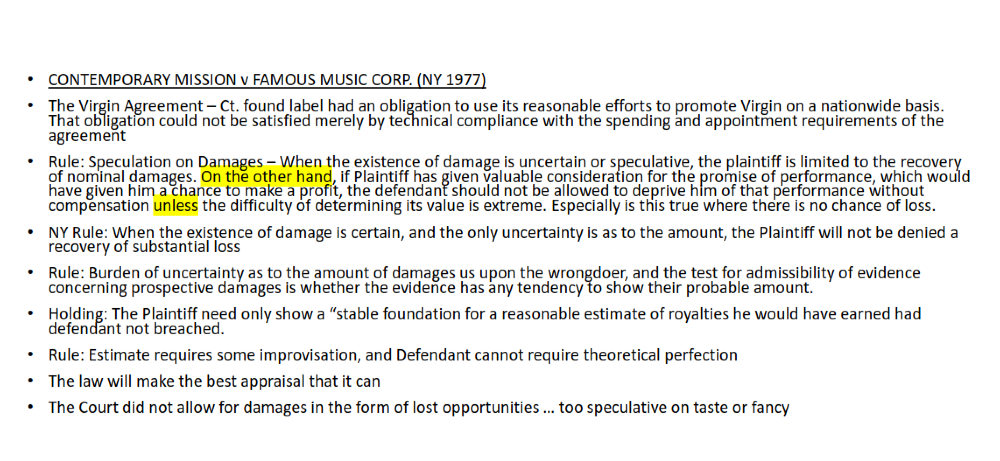 • CONTEMPORARY MISSION v FAMOUS MUSIC CORP. (NY 1977)
• The Virgin Agreement – Ct. found label had an obligation to use its reasonable efforts to promote Virgin on a nationwide basis.
That obligation could not be satisfied merely by technical compliance with the spending and appointment requirements of the
agreement
• Rule: Speculation on Damages – When the existence of damage is uncertain or speculative, the plaintiff is limited to the recovery
of nominal damages. On the other hand, if Plaintiff has given valuable consideration for the promise of performance, which would
have given him a chance to make a profit, the defendant should not be allowed to deprive him of that performance without
compensation unless the difficulty of determining its value is extreme. Especially is this true where there is no chance of loss.
• NY Rule: When the existence of damage is certain, and the only uncertainty is as to the amount, the Plaintiff will not be denied a
recovery of substantial loss
• Rule: Burden of uncertainty as to the amount of damages us upon the wrongdoer, and the test for admissibility of evidence
concerning prospective damages is whether the evidence has any tendency to show their probable amount.
• Holding: The Plaintiff need only show a “stable foundation for a reasonable estimate of royalties he would have earned had
defendant not breached.
• Rule: Estimate requires some improvisation, and Defendant cannot require theoretical perfection
• The law will make the best appraisal that it can
• The Court did not allow for damages in the form of lost opportunities ... too speculative on taste or fancy